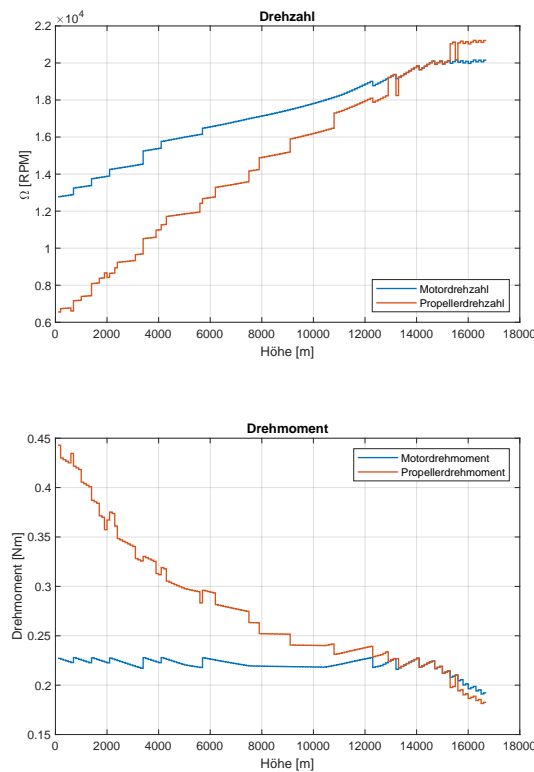 Drehzahl
2.2 ×10⁴
2
1.8
1.6
1.4
1.2
1
0.8
0.6
Ω [RPM]
0 2000 4000 6000 8000 10000 12000 14000 16000 18000
Höhe [m]
Motordrehzahl
Propellerdrehzahl
Drehmoment
0.45
0.4
0.35
0.3
0.25
0.2
0.15
Drehmoment [Nm]
0 2000 4000 6000 8000 10000 12000 14000 16000 18000
Höhe [m]
Motordrehmoment
Propellerdrehmoment